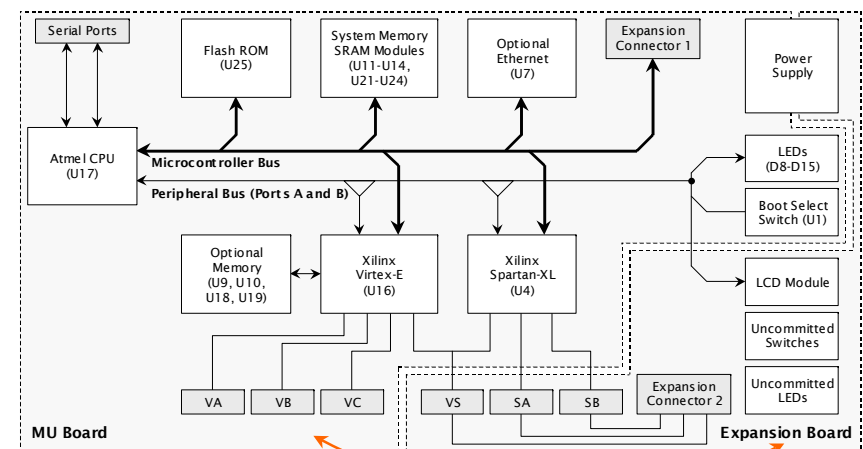 Serial Ports
Flash ROM
(U25)
System Memory
SRAM Modules
(U11-U14,
U21-U24)
Optional
Ethernet
(U7)
Expansion
Connector 1
Power
Supply
Atmel CPU
(U17)
Microcontroller Bus
Peripheral Bus (Ports A and B)
LEDs
(D8-D15)
Boot Select
Switch (U1)
Optional
Memory
(U9, U10,
U18, U19)
Xilinx
Virtex-E
(U16)
Xilinx
Spartan-XL
(U4)
LCD Module
Uncommitted
Switches
VA
VB
VC
VS
SA
SB
Expansion
Connector 2
Uncommitted
LEDs
MU Board
Expansion Board